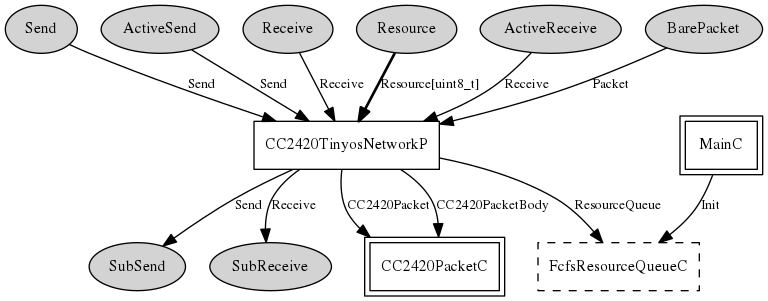 Send
ActiveSend
Receive
Resource
ActiveReceive
BarePacket
Send
Send
Receive
Resource[uint8_t]
Receive
Packet
CC2420TinyosNetworkP
MainC
Send
Receive
CC2420Packet
CC2420PacketBody
ResourceQueue
Init
SubSend
SubReceive
CC2420PacketC
FcfsResourceQueueC